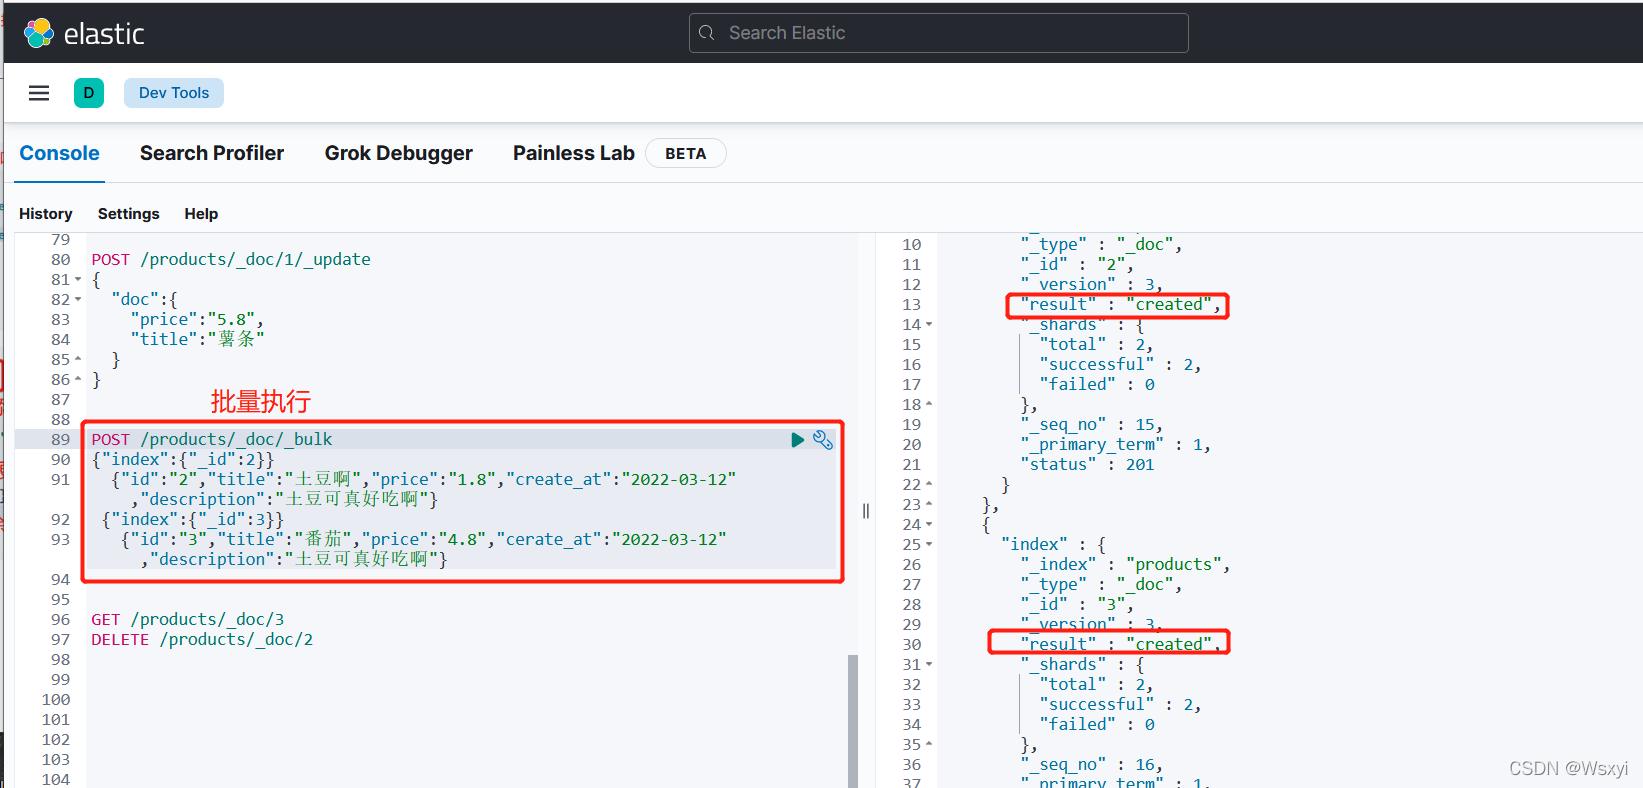 elastic
Search Elastic
D
Dev Tools
Console Search Profiler Grok Debugger Painless Lab BETA
History Settings Help
79
80 POST /products/_doc/1/_update
81 {
82 "doc":{
83 "price":"5.8",
84 "title":"薯条"
85 }
86 }
87
批量执行
88
89 POST /products/_doc/_bulk
90 {"index":{"_id":2}}
91 {"id":"2","title":"土豆啊","price":"1.8","create_at":"2022-03-12"
,"description":"土豆可真好吃啊"}
92 {"index":{"_id":3}}
93 {"id":"3","title":"番茄","price":"4.8","cerate_at":"2022-03-12"
,"description":"土豆可真好吃啊"}
94
95
96 GET /products/_doc/3
97 DELETE /products/_doc/2
98
99
100
101
102
103
104
10 "_type" : "_doc",
11 "_id" : "2",
12 "_version" : 3,
13 "result" : "created",
14 "_shards" : {
15 "total" : 2,
16 "successful" : 2,
17 "failed" : 0
18 },
19 "_seq_no" : 15,
20 "_primary_term" : 1,
21 "status" : 201
22 }
23 },
24 {
25 "index" : {
26 "_index" : "products",
27 "_type" : "_doc",
28 "_id" : "3",
29 "_version" : 3,
30 "result" : "created",
31 "_shards" : {
32 "total" : 2,
33 "successful" : 2,
34 "failed" : 0
35 },
36 "_seq_no" : 16,
37 "_primary_term" : 1,
CSDN @Wsxyi